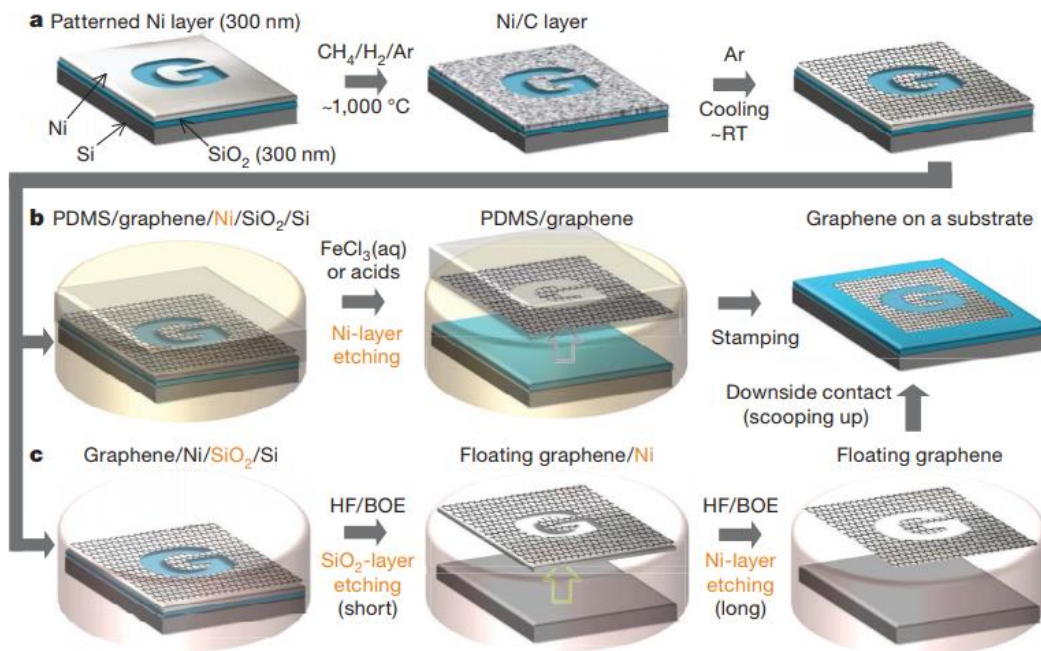 a Patterned Ni layer (300 nm)
Ni/C layer
CH₄/H₂/Ar
~1,000 °C
Ar
Cooling
~RT
G
G
G
Ni
Si
SiO₂ (300 nm)
b PDMS/graphene/Ni/SiO₂/Si
PDMS/graphene
Graphene on a substrate
FeCl₃(aq)
or acids
Ni-layer
etching
Stamping
G
G
G
Downside contact
(scooping up)
c Graphene/Ni/SiO₂/Si
Floating graphene/Ni
Floating graphene
HF/BOE
SiO₂-layer
etching
(short)
HF/BOE
Ni-layer
etching
(long)
G
G
G